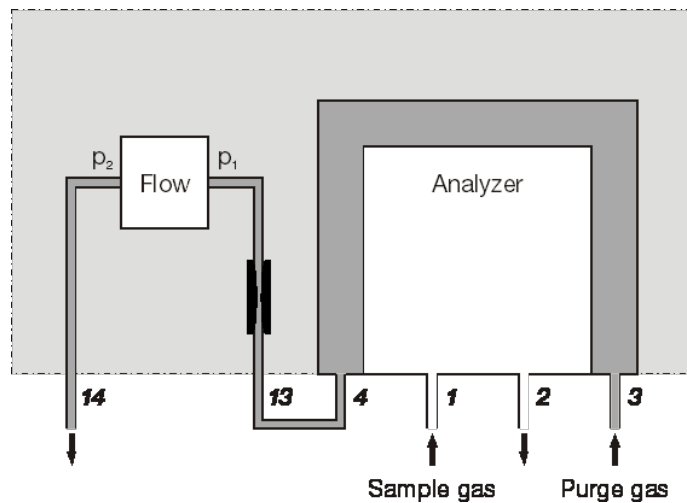 p₂
p₁
Flow
Analyzer
14
13
4
1
2
3
Sample gas
Purge gas